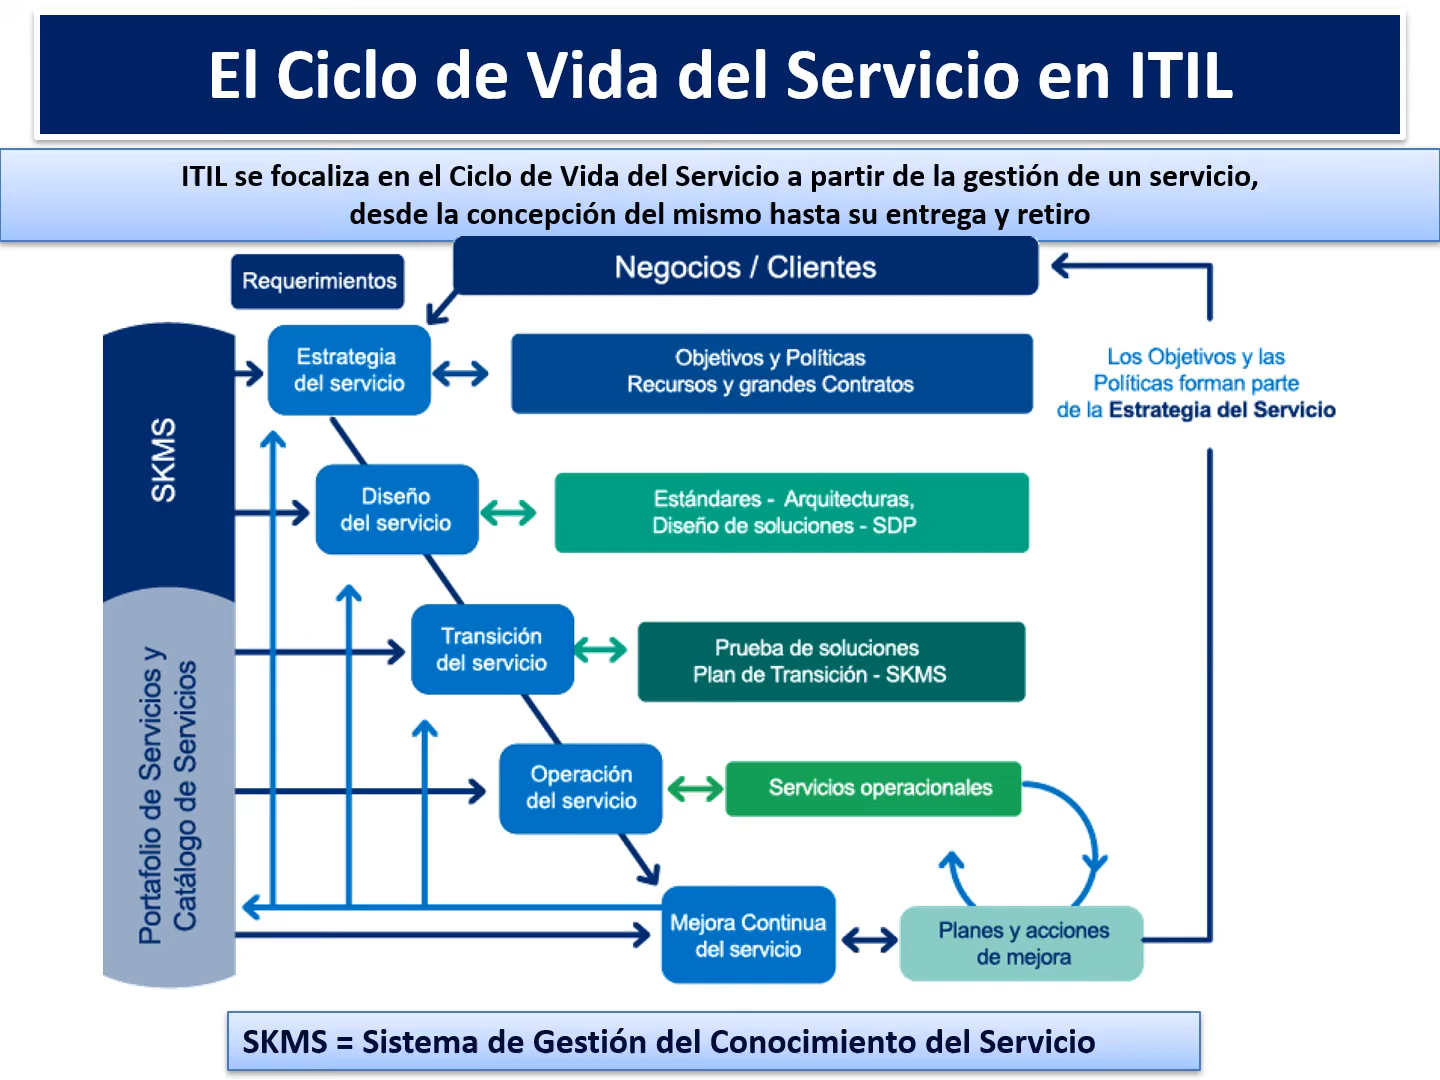 El Ciclo de Vida del Servicio en ITIL
ITIL se focaliza en el Ciclo de Vida del Servicio a partir de la gestión de un servicio,
desde la concepción del mismo hasta su entrega y retiro
Negocios / Clientes
Requerimientos
Estrategia
del servicio
Objetivos y Políticas
Recursos y grandes Contratos
Los Objetivos y las
Políticas forman parte
de la Estrategia del Servicio
SKMS
Diseño
del servicio
Estándares - Arquitecturas,
Diseño de soluciones - SDP
Transición
del servicio
Prueba de soluciones
Plan de Transición - SKMS
Portafolio de Servicios y
Catálogo de Servicios
Operación
del servicio
Servicios operacionales
Mejora Continua
del servicio
Planes y acciones
de mejora
SKMS = Sistema de Gestión del Conocimiento del Servicio